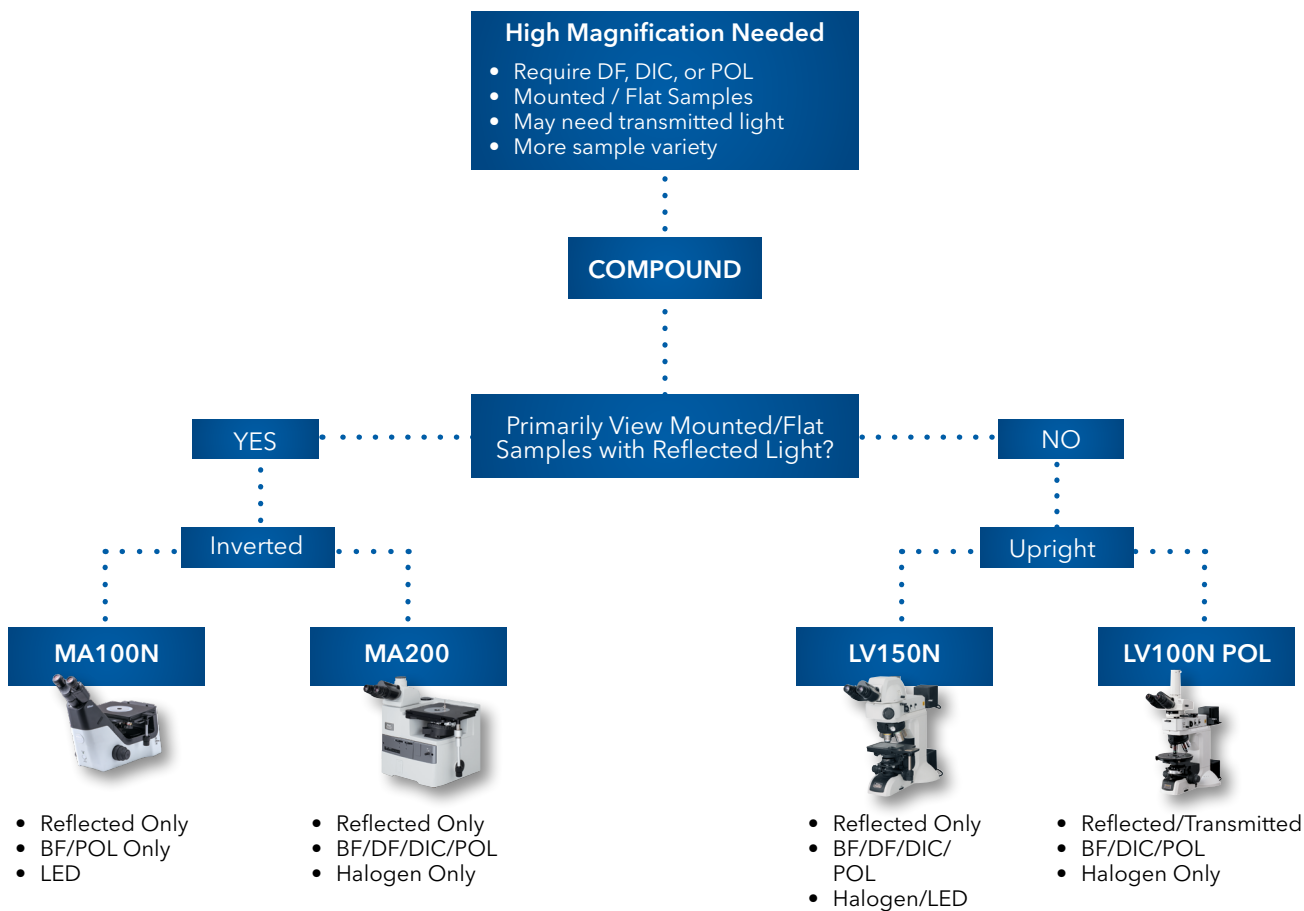 High Magnification Needed
• Require DF, DIC, or POL
• Mounted / Flat Samples
• May need transmitted light
• More sample variety
COMPOUND
Primarily View Mounted/Flat
Samples with Reflected Light?
YES
NO
Inverted
Upright
MA100N
MA200
LV150N
LV100N POL
• Reflected Only
• BF/POL Only
• LED
• Reflected Only
• BF/DF/DIC/POL
• Halogen Only
• Reflected Only
• BF/DF/DIC/
POL
• Halogen/LED
• Reflected/Transmitted
• BF/DIC/POL
• Halogen Only